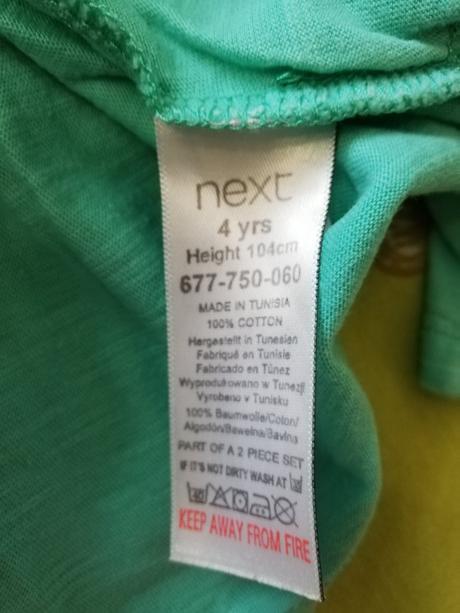 next
4 yrs
Height 104cm
677-750-060
MADE IN TUNISIA
100% COTTON
Hergestellt in Tunesien
Fabriqué en Tunisie
Fabricado en Túnez
Wyprodukowano w Tunezji
Vyrobeno v Tunisku
100% Baumwolle/Coton/
Algodón/Bawełna/Bavlna
PART OF A 2 PIECE SET
IF IT'S NOT DIRTY WASH AT
KEEP AWAY FROM FIRE